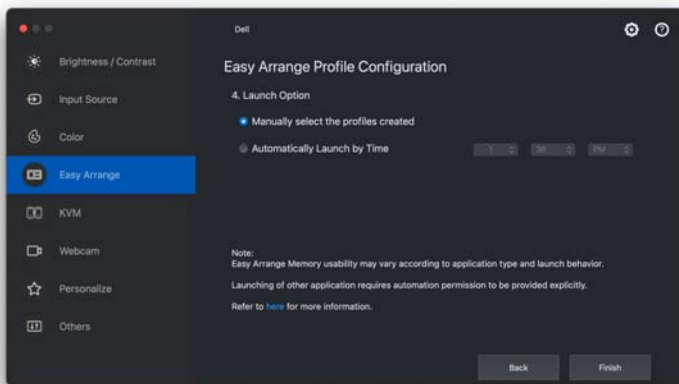 Dell
Brightness / Contrast
Input Source
Color
Easy Arrange
KVM
Webcam
Personalize
Others
Easy Arrange Profile Configuration
4. Launch Option
Manually select the profiles created
Automatically Launch by Time
1 36 PM
Note:
Easy Arrange Memory usability may vary according to application type and launch behavior.
Launching of other application requires automation permission to be provided explicitly.
Refer to here for more information.
Back Finish